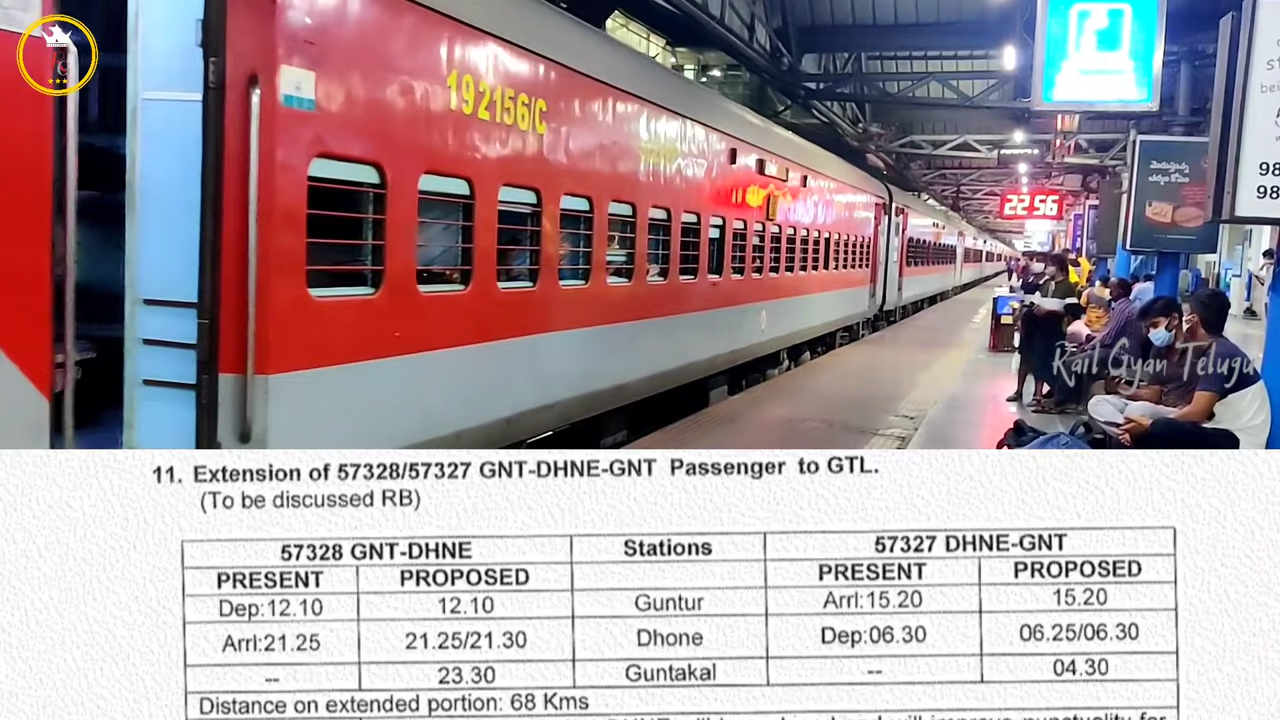 192156/C
22 56
మెరుస్తున్న
చర్మం కోసం
98
98
Rail Gyan Telugu
11. Extension of 57328/57327 GNT-DHNE-GNT Passenger to GTL.
(To be discussed RB)
57328 GNT-DHNE Stations 57327 DHNE-GNT
PRESENT PROPOSED PRESENT PROPOSED
Dep:12.10 12.10 Guntur Arrl:15.20 15.20
Arrl:21.25 21.25/21.30 Dhone Dep:06.30 06.25/06.30
-- 23.30 Guntakal -- 04.30
Distance on extended portion: 68 Kms